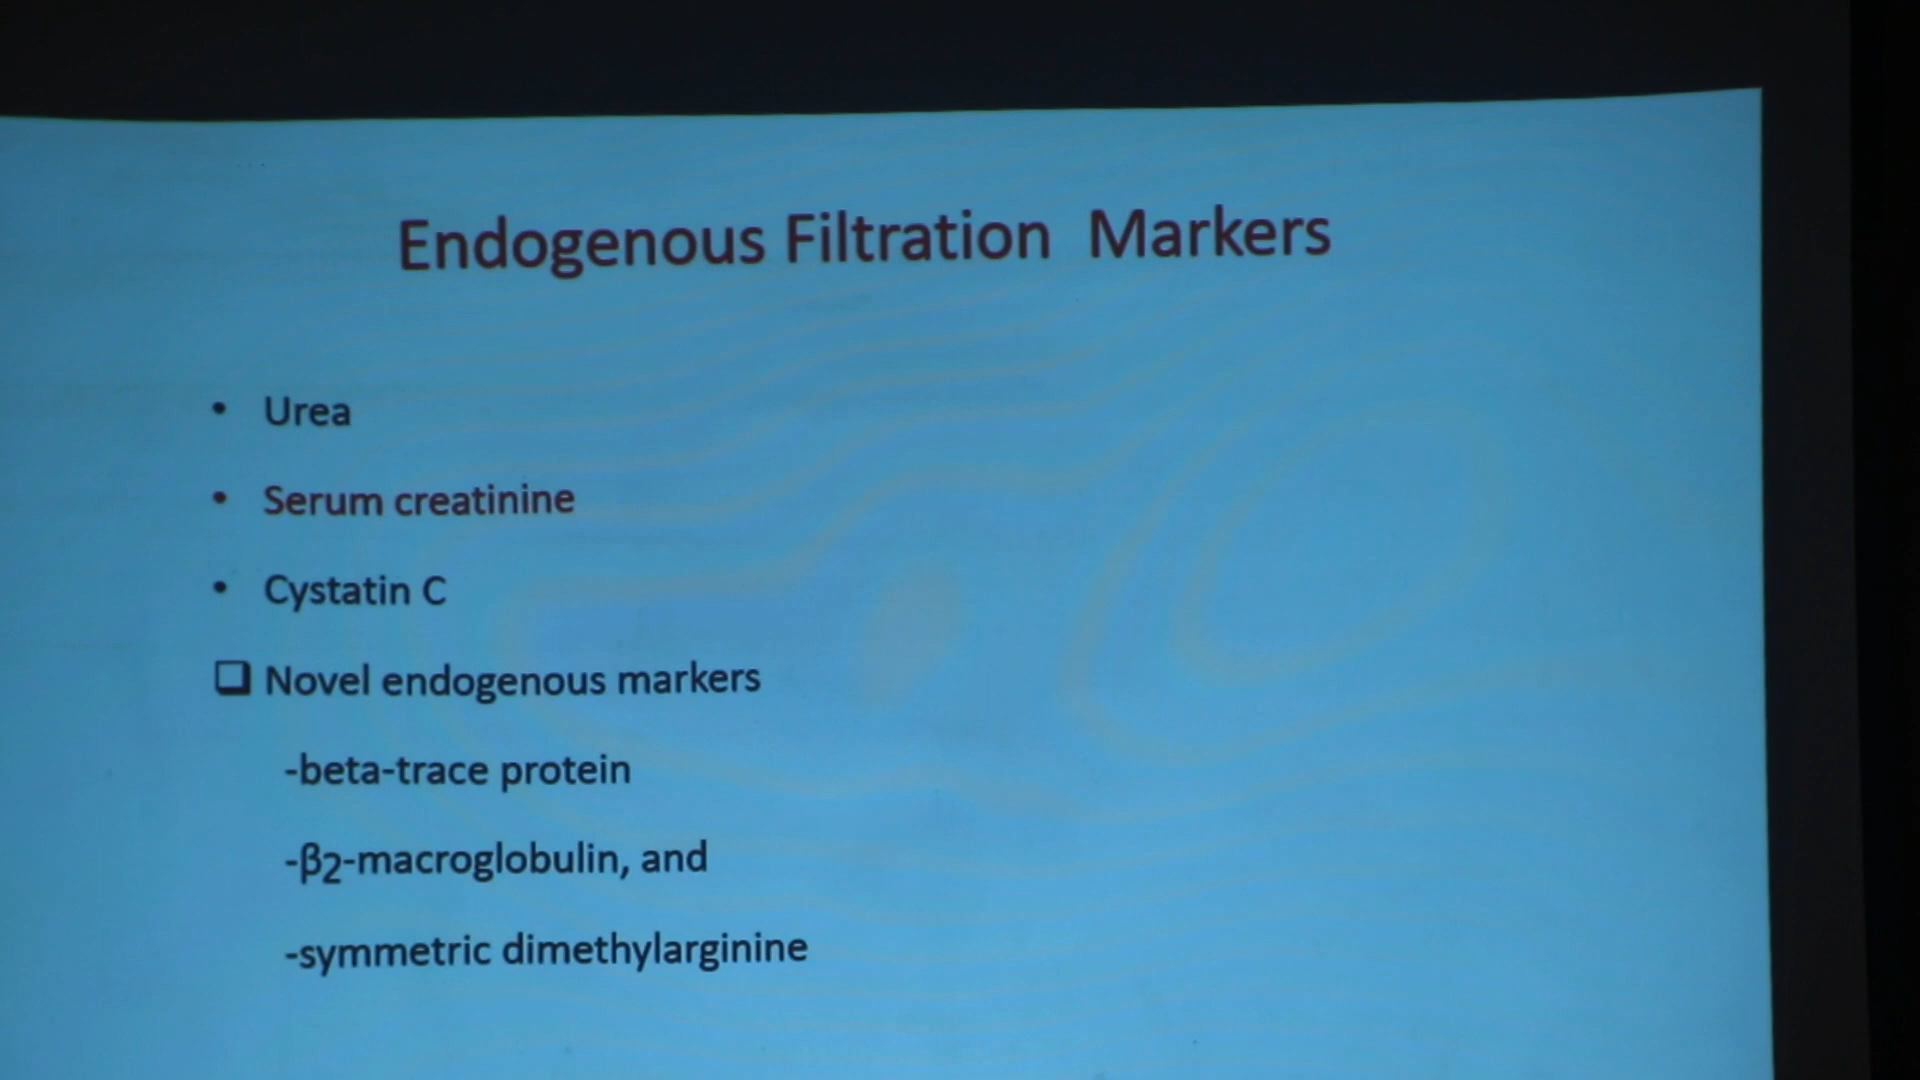 Endogenous Filtration Markers
• Urea
• Serum creatinine
• Cystatin C
❑ Novel endogenous markers
-beta-trace protein
-β2-macroglobulin, and
-symmetric dimethylarginine